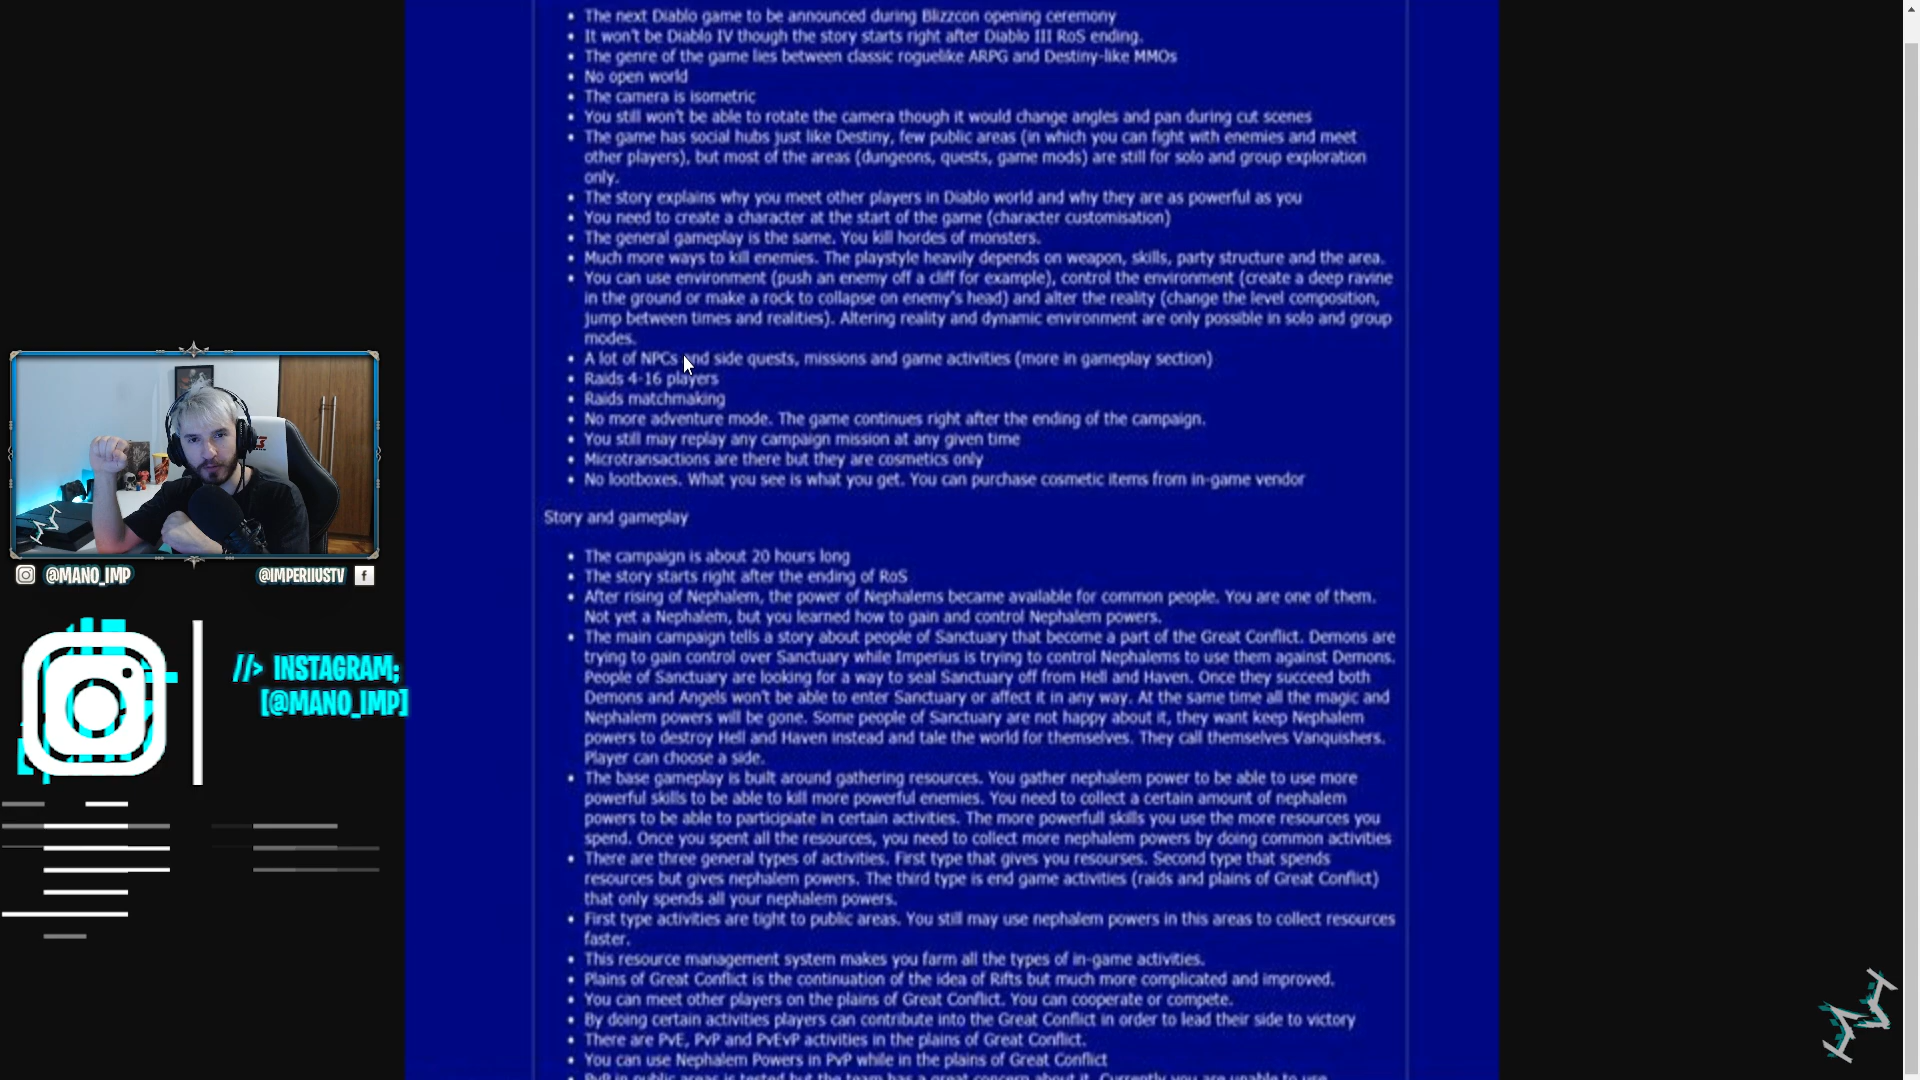 The next Diablo game to be announced during Blizzcon opening ceremony
It won't be Diablo IV though the story starts right after Diablo III RoS ending.
The genre of the game lies between classic roguelike ARPG and Destiny-like MMOs
No open world
The camera is isometric
You still won't be able to rotate the camera though it would change angles and pan during cut scenes
The game has social hubs just like Destiny, few public areas (in which you can fight with enemies and meet
other players), but most of the areas (dungeons, quests, game mods) are still for solo and group exploration
only.
The story explains why you meet other players in Diablo world and why they are as powerful as you
You need to create a character at the start of the game (character customisation)
The general gameplay is the same. You kill hordes of monsters.
Much more ways to kill enemies. The playstyle heavily depends on weapon, skills, party structure and the area.
You can use environment (push an enemy off a cliff for example), control the environment (create a deep ravine
in the ground or make a rock to collapse on enemy's head) and alter the reality (change the level composition,
jump between times and realities). Altering reality and dynamic environment are only possible in solo and group
modes.
A lot of NPCs and side quests, missions and game activities (more in gameplay section)
Raids 4-16 players
Raids matchmaking
No more adventure mode. The game continues right after the ending of the campaign.
You still may replay any campaign mission at any given time
Microtransactions are there but they are cosmetics only
No lootboxes. What you see is what you get. You can purchase cosmetic items from in-game vendor
Story and gameplay
The campaign is about 20 hours long
The story starts right after the ending of RoS
After rising of Nephalem, the power of Nephalems became available for common people. You are one of them.
Not yet a Nephalem, but you learned how to gain and control Nephalem powers.
The main campaign tells a story about people of Sanctuary that become a part of the Great Conflict. Demons are
trying to gain control over Sanctuary while Imperius is trying to control Nephalems to use them against Demons.
People of Sanctuary are looking for a way to seal Sanctuary off from Hell and Haven. Once they succeed both
Demons and Angels won't be able to enter Sanctuary or affect it in any way. At the same time all the magic and
Nephalem powers will be gone. Some people of Sanctuary are not happy about it, they want keep Nephalem
powers to destroy Hell and Haven instead and tale the world for themselves. They call themselves Vanquishers.
Player can choose a side.
The base gameplay is built around gathering resources. You gather nephalem power to be able to use more
powerful skills to be able to kill more powerful enemies. You need to collect a certain amount of nephalem
powers to be able to participiate in certain activities. The more powerfull skills you use the more resources you
spend. Once you spent all the resources, you need to collect more nephalem powers by doing common activities
There are three general types of activities. First type that gives you resourses. Second type that spends
resources but gives nephalem powers. The third type is end game activities (raids and plains of Great Conflict)
that only spends all your nephalem powers.
First type activities are tight to public areas. You still may use nephalem powers in this areas to collect resources
faster.
This resource management system makes you farm all the types of in-game activities.
Plains of Great Conflict is the continuation of the idea of Rifts but much more complicated and improved.
You can meet other players on the plains of Great Conflict. You can cooperate or compete.
By doing certain activities players can contribute into the Great Conflict in order to lead their side to victory
There are PvE, PvP and PvEvP activities in the plains of Great Conflict.
You can use Nephalem Powers in PvP while in the plains of Great Conflict
PvP in public areas is tested but the team has a great concern about it. Currently you are unable to use
@MANO_IMP
@IMPERIIUSTV
//> INSTAGRAM;
[@MANO_IMP]